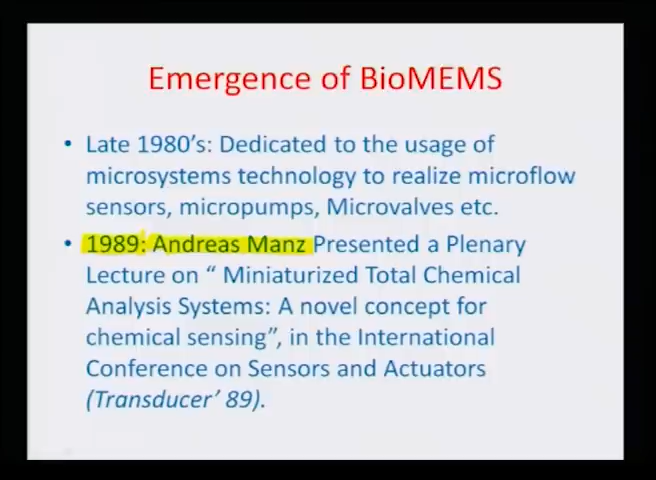 Emergence of BioMEMS
• Late 1980's: Dedicated to the usage of
microsystems technology to realize microflow
sensors, micropumps, Microvalves etc.
• 1989: Andreas Manz Presented a Plenary
Lecture on “ Miniaturized Total Chemical
Analysis Systems: A novel concept for
chemical sensing”, in the International
Conference on Sensors and Actuators
(Transducer’ 89).